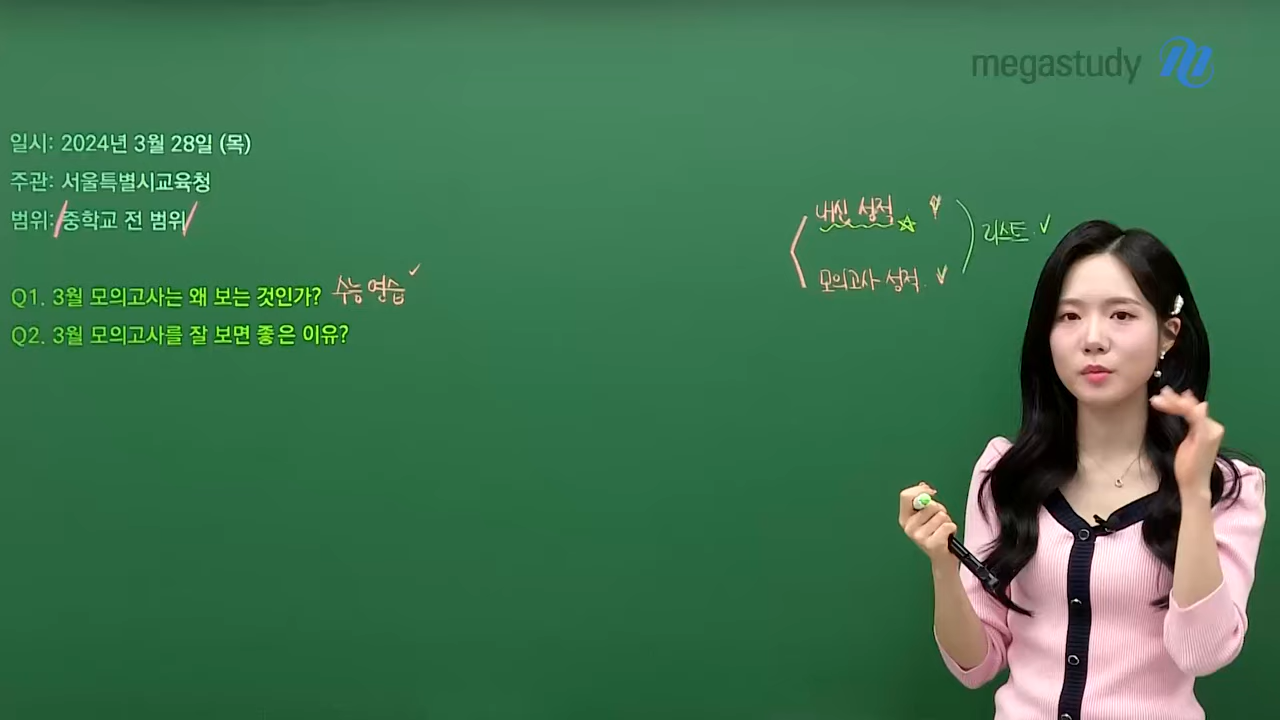 megastudy
일시: 2024년 3월 28일 (목)
주관: 서울특별시교육청
범위: 중학교 전 범위
Q1. 3월 모의고사는 왜 보는 것인가? 수능 연습
Q2. 3월 모의고사를 잘 보면 좋은 이유?
내신 성적
모의고사 성적
리스트